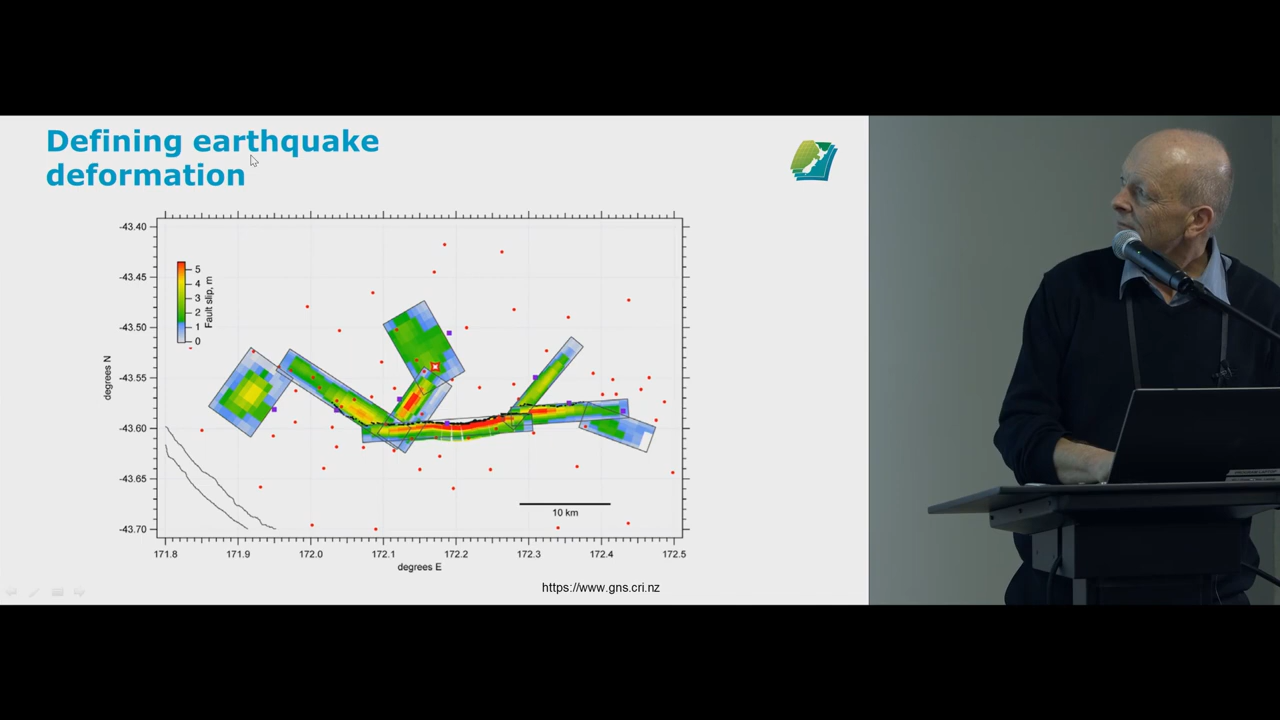 Defining earthquake
deformation
-43.40
-43.45
-43.50
-43.55
-43.60
-43.65
-43.70
degrees N
5
4
3
2
1
0
Fault slip, m
10 km
171.8 171.9 172.0 172.1 172.2 172.3 172.4 172.5
degrees E
https://www.gns.cri.nz